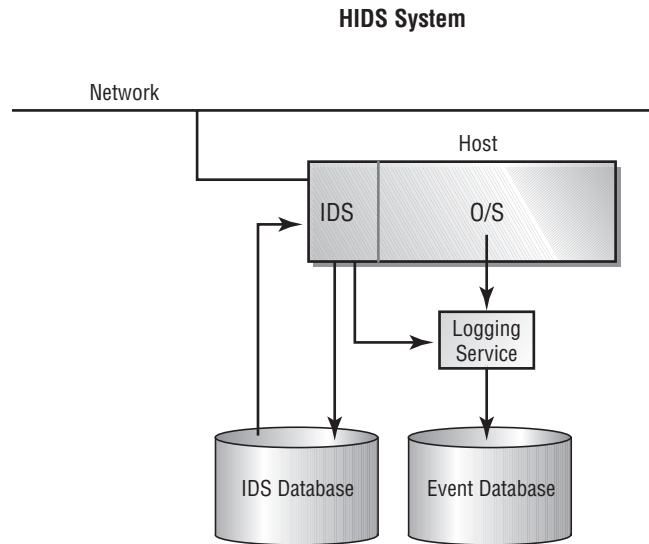 HIDS System
Network
Host
IDS
O/S
Logging
Service
IDS Database
Event Database